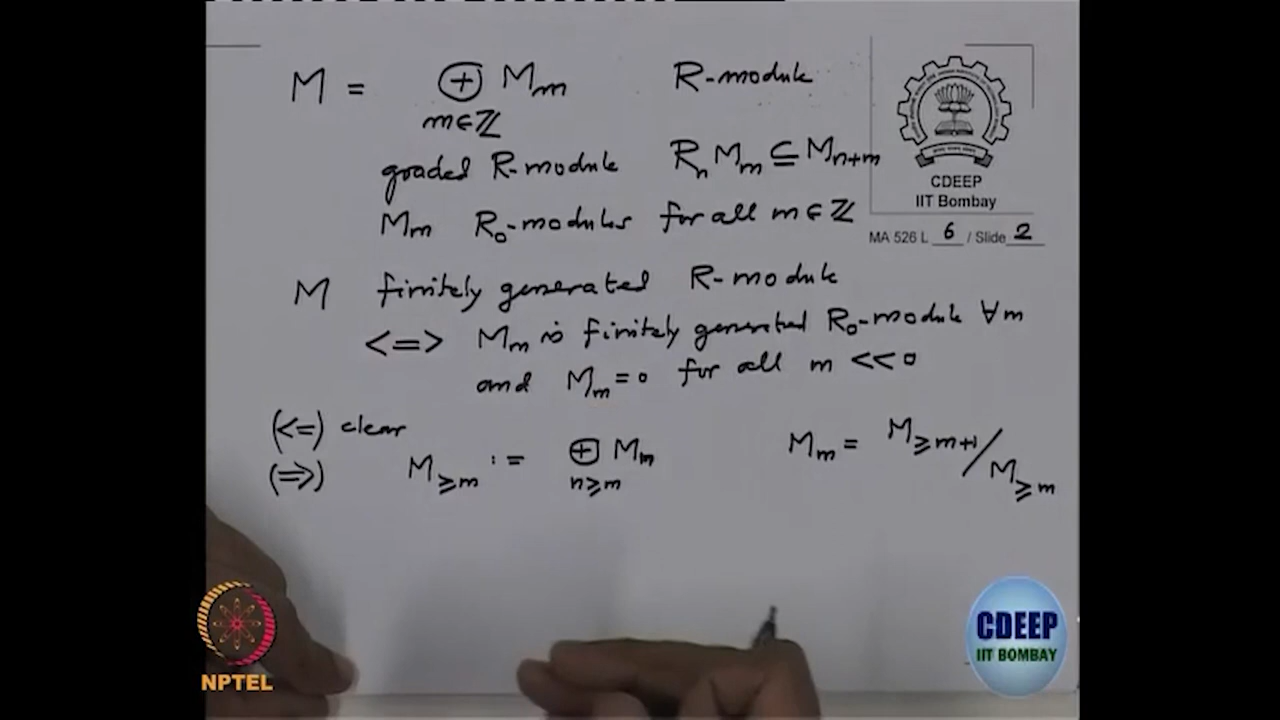 M = ⊕ M_m R-module
m∈ℤ
graded R-module R_n M_m ⊆ M_{n+m}
M_m R_0-modules for all m∈ℤ
CDEEP
IIT Bombay
MA 526 L 6 / Slide 2
M finitely generated R-module
<=> M_m is finitely generated R_0-module ∀m
and M_m = 0 for all m << 0
(<=) clear
(=>) M_{≥m} := ⊕ M_n M_m = M_{≥m+1} / M_{≥m}
n≥m
NPTEL
CDEEP
IIT BOMBAY